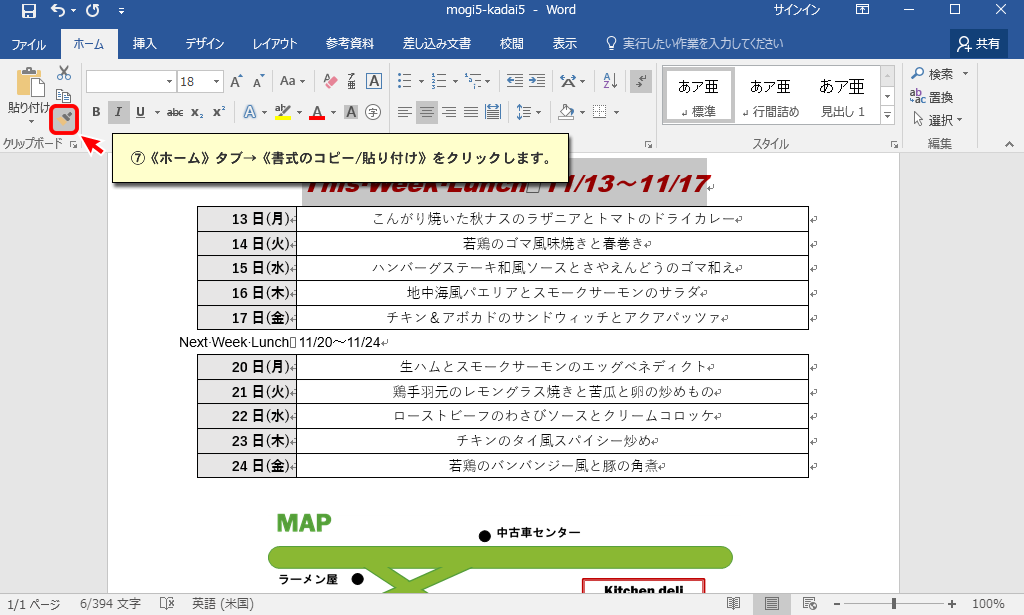 mogi5-kadai5 - Word
サインイン
ファイル ホーム 挿入 デザイン レイアウト 参考資料 差し込み文書 校閲 表示 実行したい作業を入力してください 共有
18 Aa
あア亜 あア亜 あア亜
検索
置換
選択
貼り付け
B I U abc x₂ x² A
標準 行間詰め 見出し 1
クリップボード スタイル 編集
⑦《ホーム》タブ→《書式のコピー/貼り付け》をクリックします。
This·Week·Lunch 11/13～11/17
13 日(月) こんがり焼いた秋ナスのラザニアとトマトのドライカレー
14 日(火) 若鶏のゴマ風味焼きと春巻き
15 日(水) ハンバーグステーキ和風ソースとさやえんどうのゴマ和え
16 日(木) 地中海風パエリアとスモークサーモンのサラダ
17 日(金) チキン＆アボカドのサンドウィッチとアクアパッツァ
Next·Week·Lunch 11/20～11/24
20 日(月) 生ハムとスモークサーモンのエッグベネディクト
21 日(火) 鶏手羽元のレモングラス焼きと苦瓜と卵の炒めもの
22 日(水) ローストビーフのわさびソースとクリームコロッケ
23 日(木) チキンのタイ風スパイシー炒め
24 日(金) 若鶏のバンバンジー風と豚の角煮
MAP
中古車センター
ラーメン屋
Kitchen deli
1/1 ページ 6/394 文字 英語 (米国) 100%